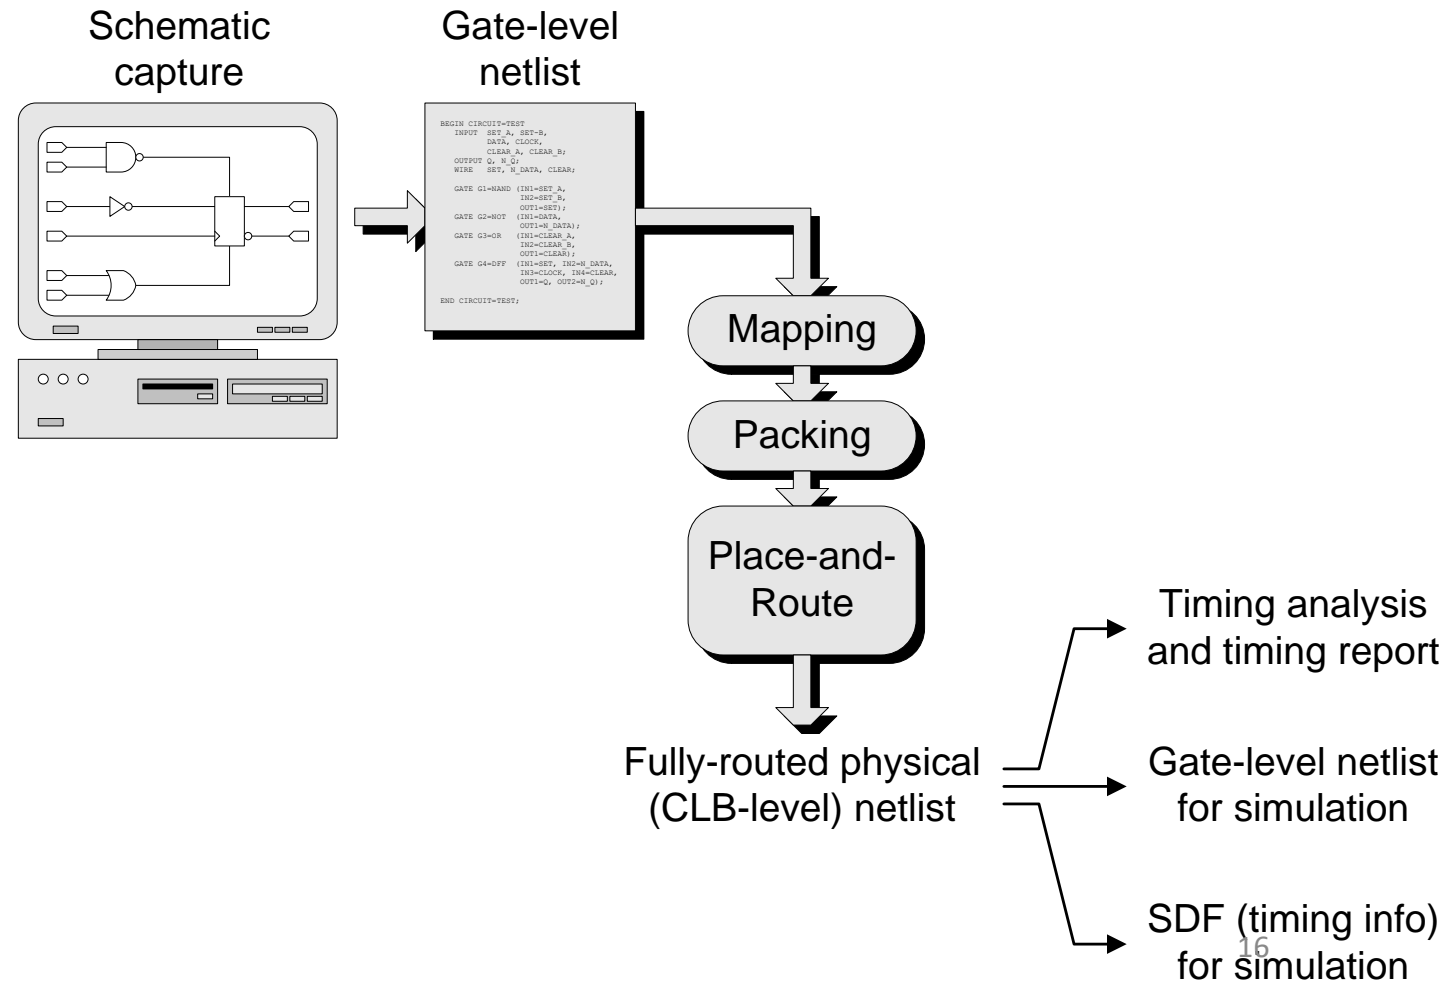 Schematic
capture
Gate-level
netlist
BEGIN CIRCUIT=TEST
INPUT SET_A, SET-B,
DATA, CLOCK,
CLEAR_A, CLEAR_B;
OUTPUT Q, N_Q;
WIRE SET, N_DATA, CLEAR;
GATE G1=NAND (IN1=SET_A,
IN2=SET_B,
OUT1=SET);
GATE G2=NOT (IN1=DATA,
OUT1=N_DATA);
GATE G3=OR (IN1=CLEAR_A,
IN2=CLEAR_B,
OUT1=CLEAR);
GATE G4=DFF (IN1=SET, IN2=N_DATA,
IN3=CLOCK, IN4=CLEAR,
OUT1=Q, OUT2=N_Q);
END CIRCUIT=TEST;
Mapping
Packing
Place-and-
Route
Fully-routed physical
(CLB-level) netlist
Timing analysis
and timing report
Gate-level netlist
for simulation
SDF (timing info)
for simulation
16